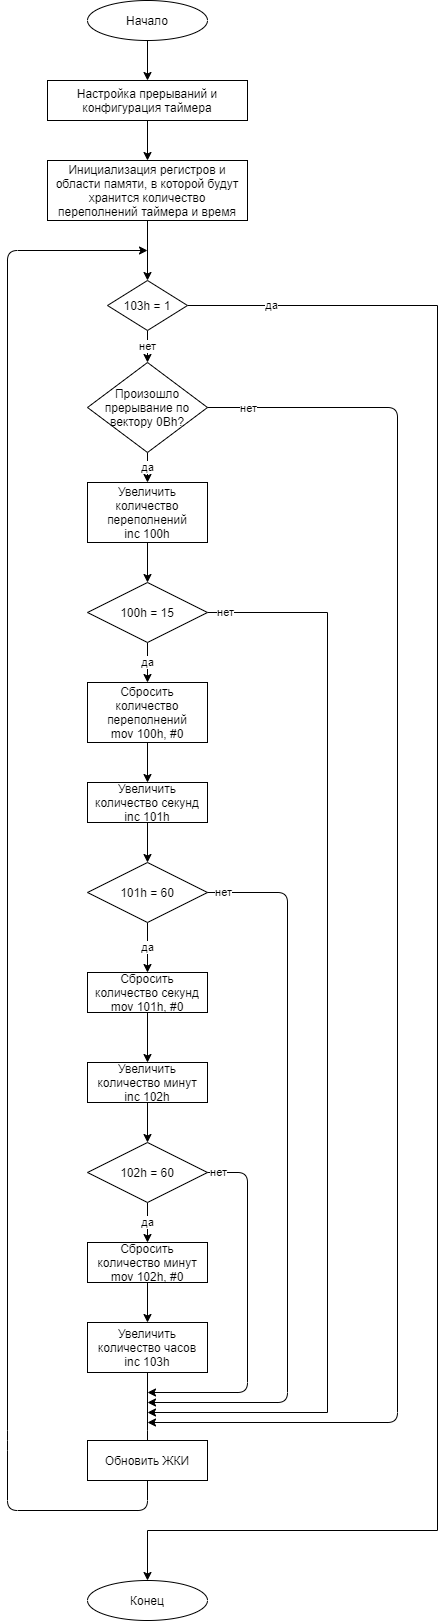 Начало
Настройка прерываний и
конфигурация таймера
Инициализация регистров и
области памяти, в которой будут
хранится количество
переполнений таймера и время
103h = 1
да
нет
Произошло
прерывание по
вектору 0Bh?
нет
да
Увеличить
количество
переполнений
inc 100h
100h = 15
нет
да
Сбросить
количество
переполнений
mov 100h, #0
Увеличить
количество секунд
inc 101h
101h = 60
нет
да
Сбросить
количество секунд
mov 101h, #0
Увеличить
количество минут
inc 102h
102h = 60
нет
да
Сбросить
количество минут
mov 102h, #0
Увеличить
количество часов
inc 103h
Обновить ЖКИ
Конец